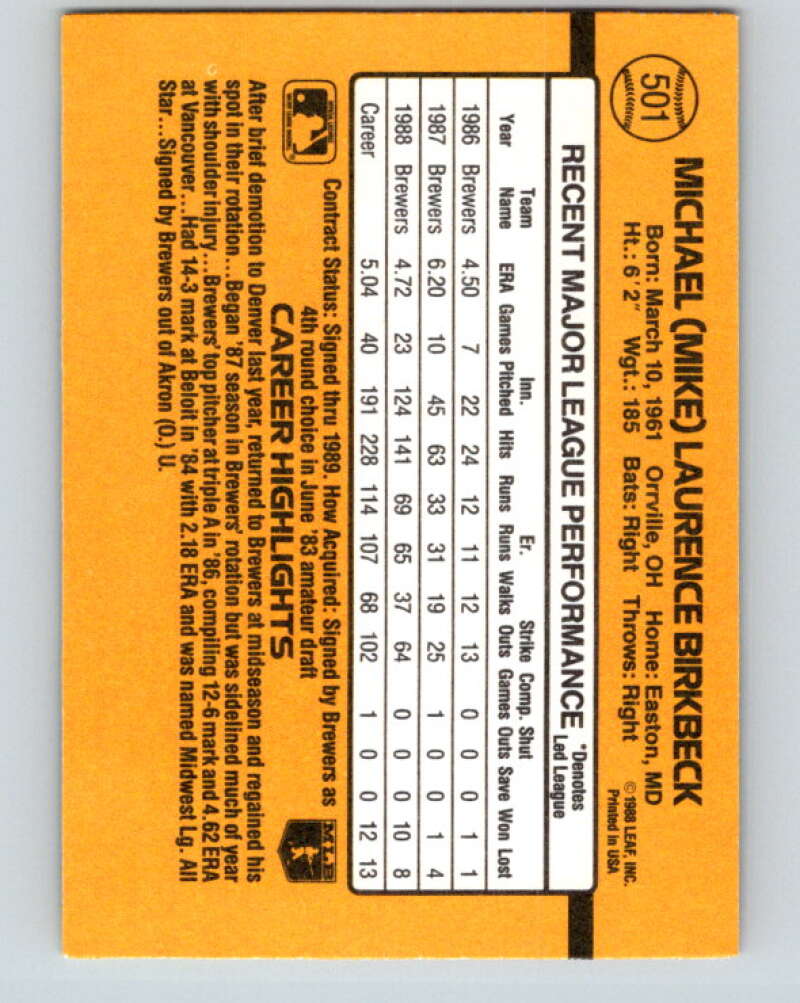 501
MICHAEL (MIKE) LAURENCE BIRKBECK
Born: March 10, 1961 Orrville, OH Home: Easton, MD
Ht.: 6'2" Wgt.: 185 Bats: Right Throws: Right
© 1988 LEAF, INC.
Printed in USA
RECENT MAJOR LEAGUE PERFORMANCE *Denotes
Led League
Team Inn. Er. Strike Comp. Shut
Year Name ERA Games Pitched Hits Runs Runs Walks Outs Games Outs Save Won Lost
1986 Brewers 4.50 7 22 24 12 11 12 13 0 0 0 1 1
1987 Brewers 6.20 10 45 63 33 31 19 25 1 0 0 1 4
1988 Brewers 4.72 23 124 141 69 65 37 64 0 0 0 10 8
Career 5.04 40 191 228 114 107 68 102 1 0 0 12 13
Contract Status: Signed thru 1989. How Acquired: Signed by Brewers as
4th round choice in June '83 amateur draft
MLB
CAREER HIGHLIGHTS
After brief demotion to Denver last year, returned to Brewers at midseason and regained his
spot in their rotation...Began '87 season in Brewers' rotation but was sidelined much of year
with shoulder injury...Brewers' top pitcher at triple A in '86, compiling 12-6 mark and 4.62 ERA
at Vancouver...Had 14-3 mark at Beloit in '84 with 2.18 ERA and was named Midwest Lg. All
Star...Signed by Brewers out of Akron (O.) U.